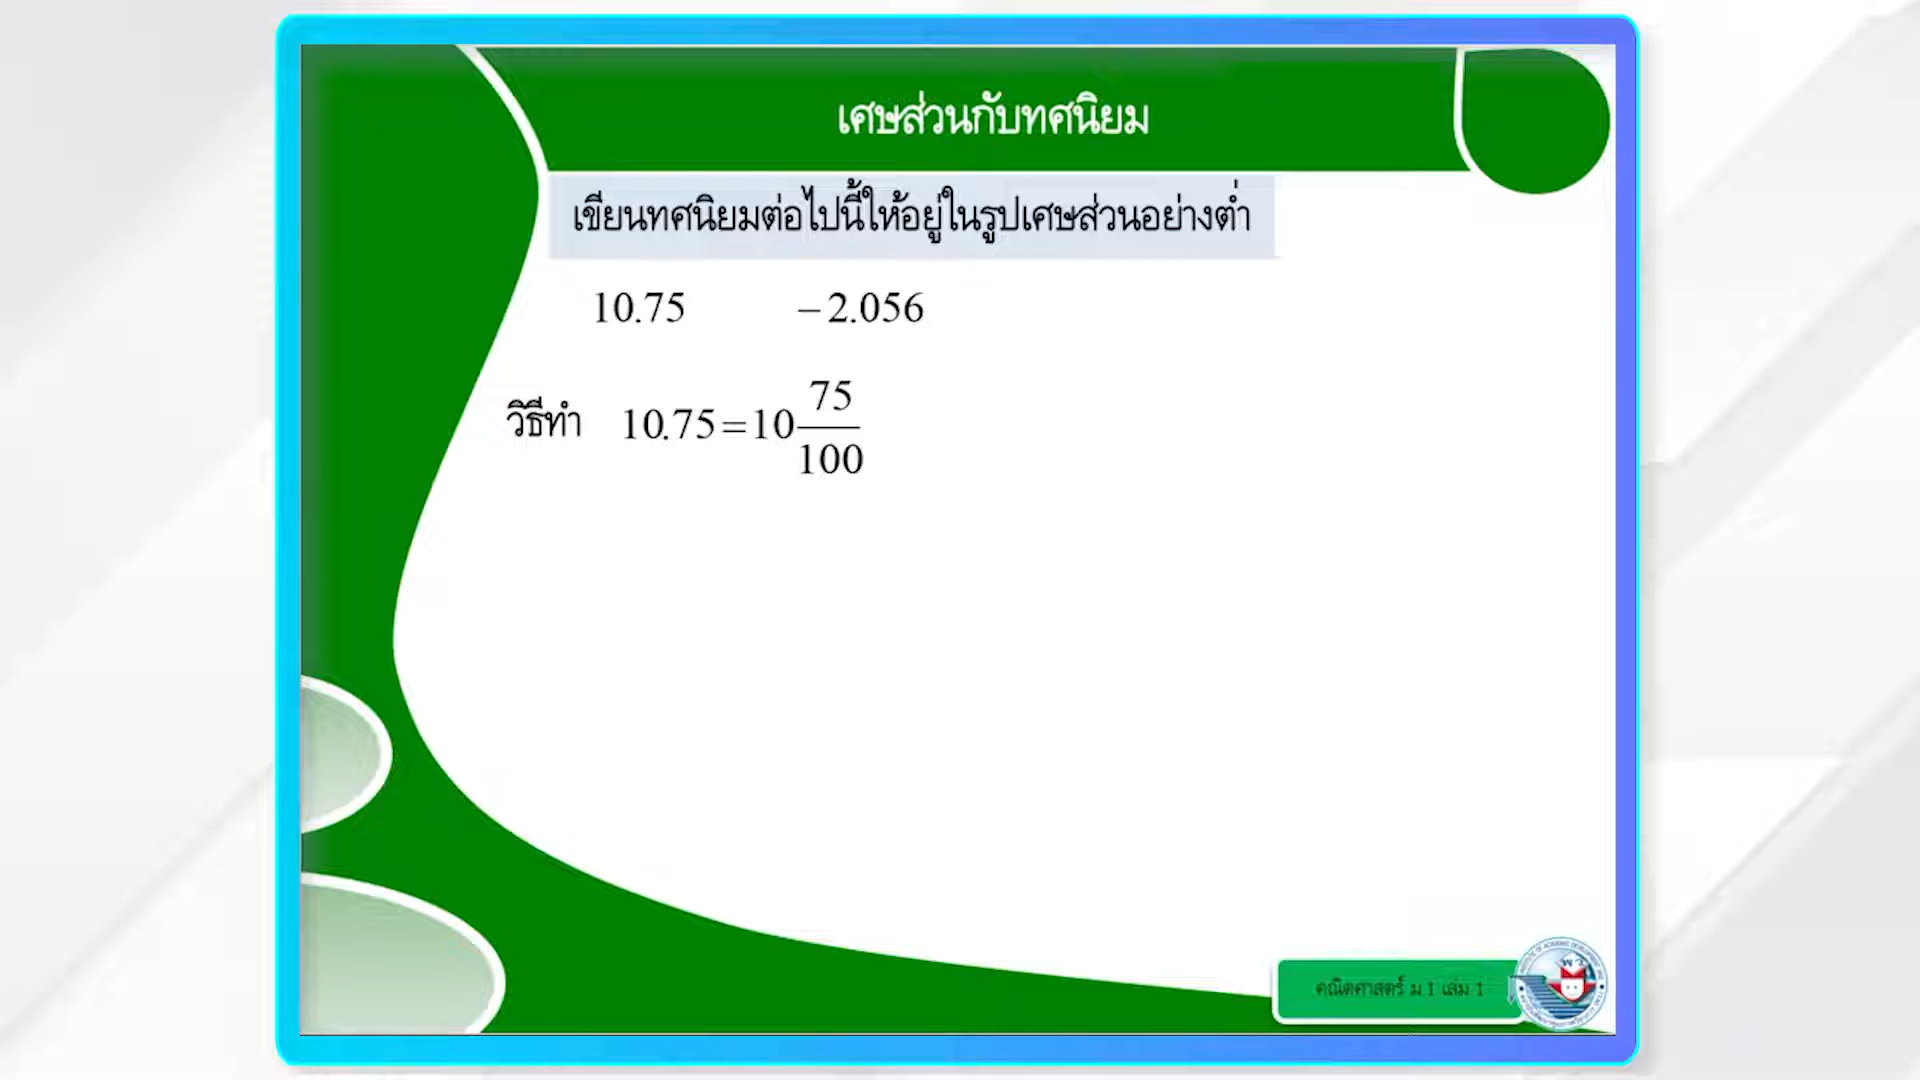 เศษส่วนกับทศนิยม
เขียนทศนิยมต่อไปนี้ให้อยู่ในรูปเศษส่วนอย่างต่ำ
10.75 −2.056
วิธีทำ 10.75=10 75/100
คณิตศาสตร์ ม.1 เล่ม 1